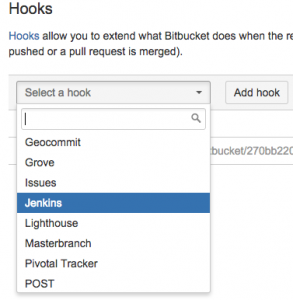 Hooks
Hooks allow you to extend what Bitbucket does when the re
pushed or a pull request is merged).
Select a hook
Add hook
Geocommit
tbucket/270bb220
Grove
Issues
Jenkins
Lighthouse
Masterbranch
Pivotal Tracker
POST